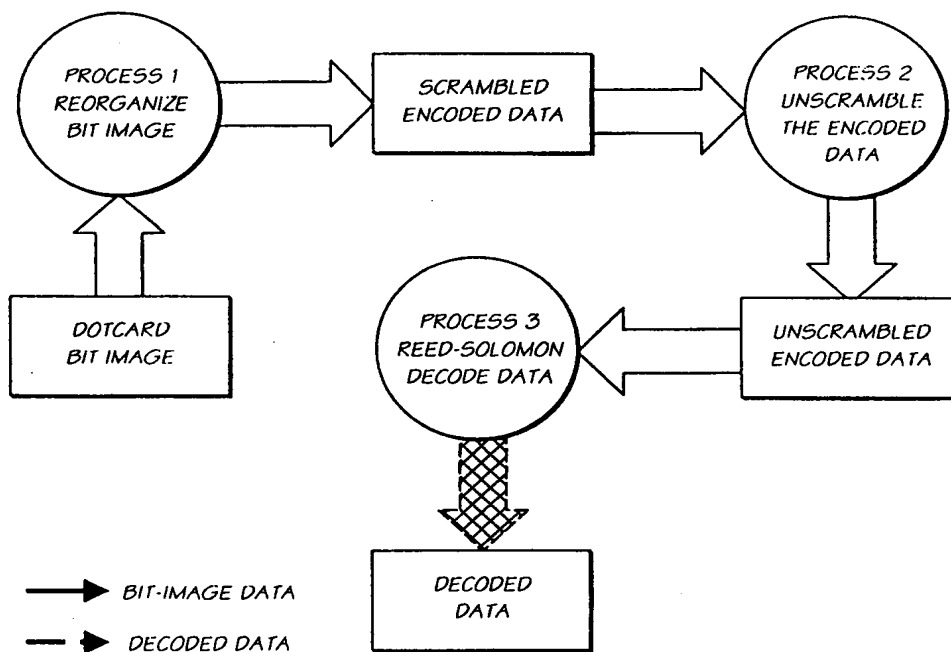 PROCESS 1
REORGANIZE
BIT IMAGE
SCRAMBLED
ENCODED DATA
PROCESS 2
UNSCRAMBLE
THE ENCODED
DATA
DOTCARD
BIT IMAGE
PROCESS 3
REED-SOLOMON
DECODE DATA
UNSCRAMBLED
ENCODED DATA
DECODED
DATA
BIT-IMAGE DATA
DECODED DATA